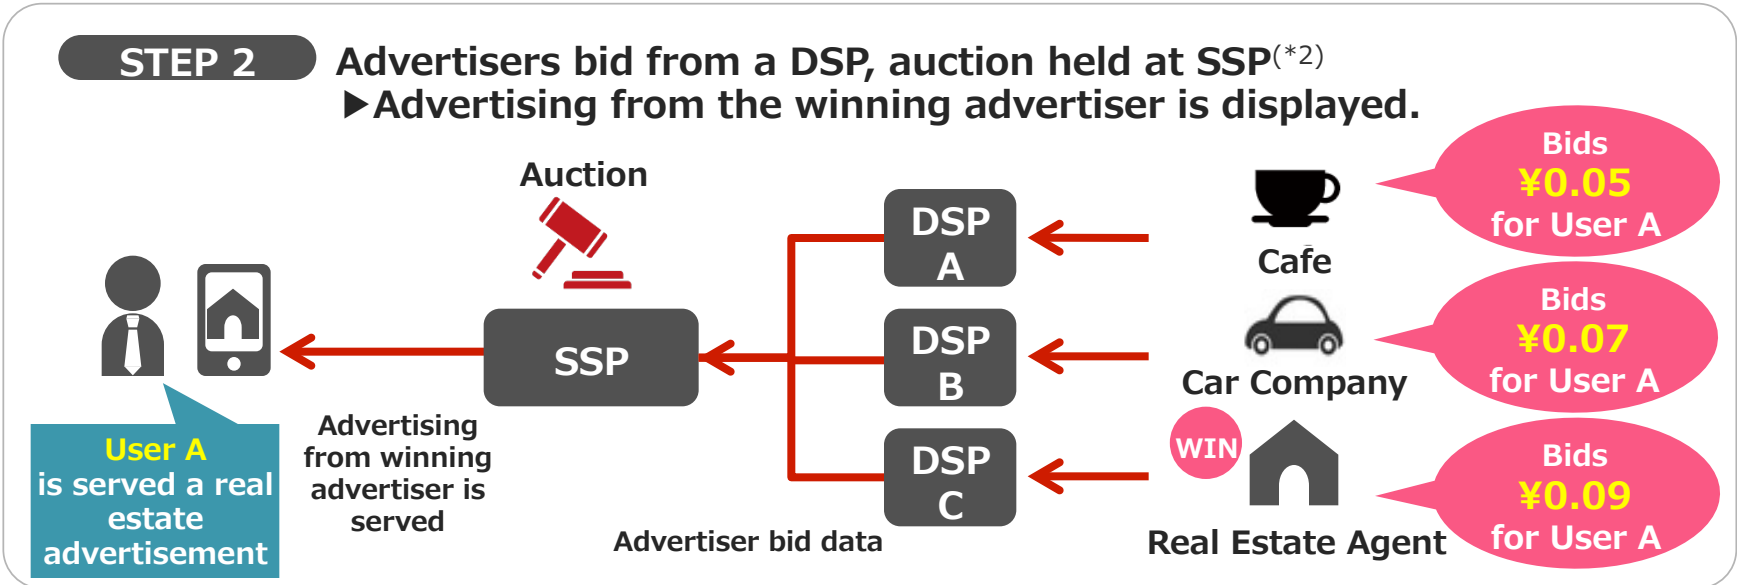 STEP 2
Advertisers bid from a DSP, auction held at SSP(*2)
▶Advertising from the winning advertiser is displayed.
Auction
SSP
DSP
A
DSP
B
DSP
C
Cafe
Car Company
WIN
Real Estate Agent
Bids
¥0.05
for User A
Bids
¥0.07
for User A
Bids
¥0.09
for User A
User A
is served a real
estate
advertisement
Advertising
from winning
advertiser is
served
Advertiser bid data